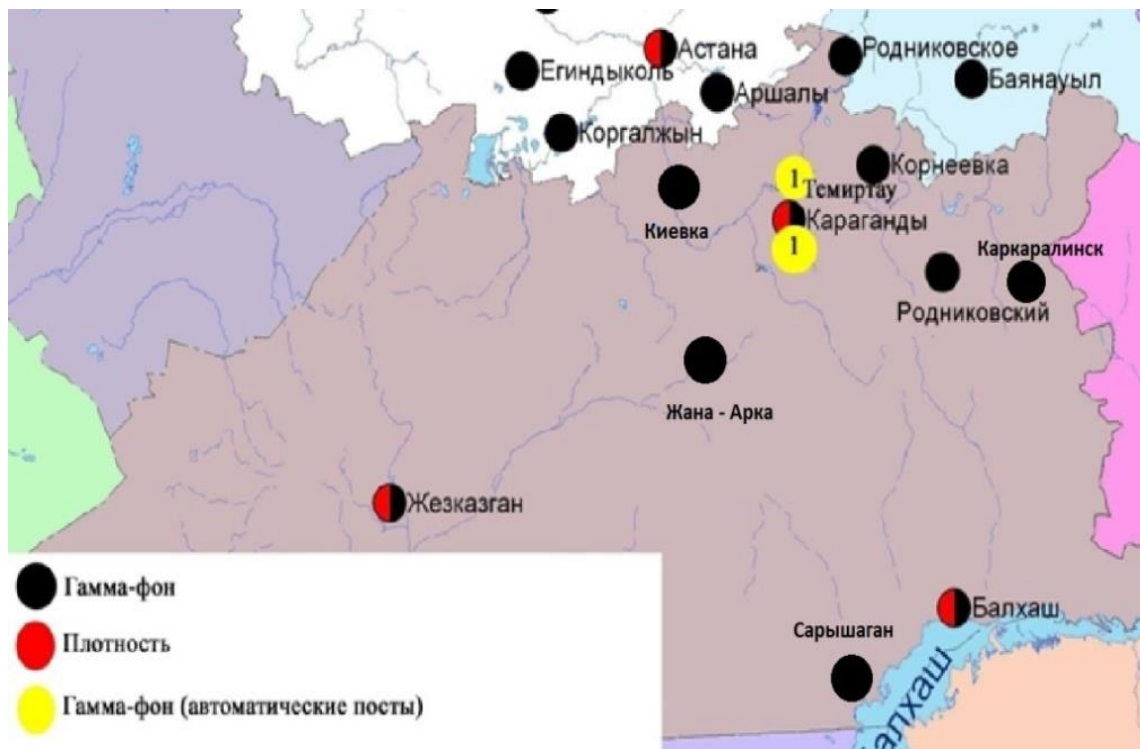 Астана
Родниковское
Егиндыколь
Баянауыл
Аршалы
Коргалжын
Корнеевка
1
Темиртау
Киевка
Караганды
1
Каркаралинск
Родниковский
Жана - Арка
Жезказган
Гамма-фон
Плотность
Гамма-фон (автоматические посты)
Балхаш
Сарышаган
алхаш